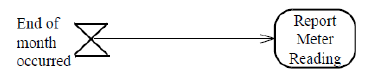 End of
month
occurred
Report
Meter
Reading